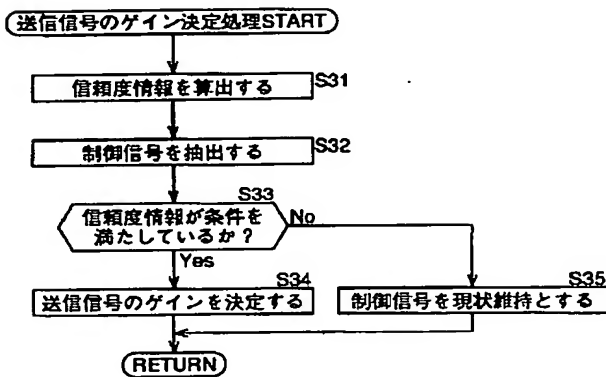 送信信号のゲイン決定処理START
信頼度情報を算出する
S31
制御信号を抽出する
S32
S33
信頼度情報が条件を
満たしているか？
No
Yes
S34
送信信号のゲインを決定する
S35
制御信号を現状維持とする
RETURN